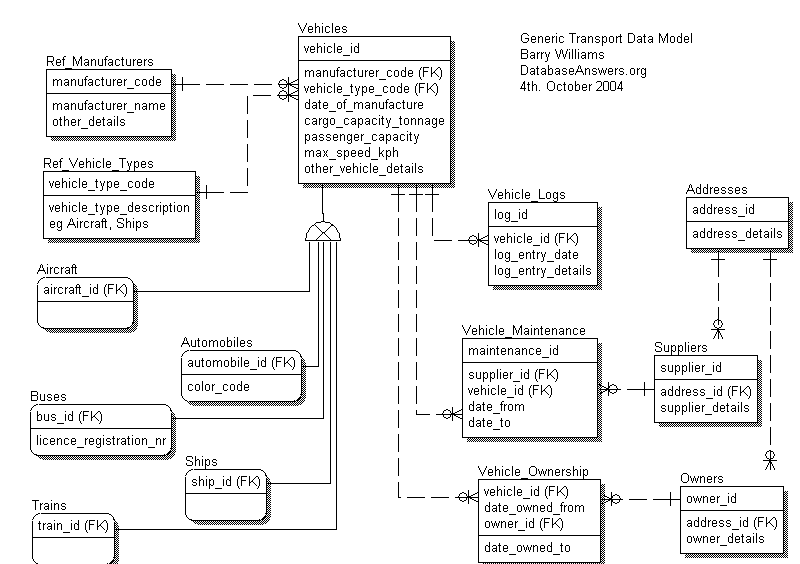 Generic Transport Data Model
Barry Williams
DatabaseAnswers.org
4th. October 2004
Vehicles
vehicle_id
manufacturer_code (FK)
vehicle_type_code (FK)
date_of_manufacture
cargo_capacity_tonnage
passenger_capacity
max_speed_kph
other_vehicle_details
Ref_Manufacturers
manufacturer_code
manufacturer_name
other_details
Ref_Vehicle_Types
vehicle_type_code
vehicle_type_description
eg Aircraft, Ships
Vehicle_Logs
log_id
vehicle_id (FK)
log_entry_date
log_entry_details
Addresses
address_id
address_details
Aircraft
aircraft_id (FK)
Automobiles
automobile_id (FK)
color_code
Vehicle_Maintenance
maintenance_id
supplier_id (FK)
vehicle_id (FK)
date_from
date_to
Suppliers
supplier_id
address_id (FK)
supplier_details
Buses
bus_id (FK)
licence_registration_nr
Ships
ship_id (FK)
Trains
train_id (FK)
Vehicle_Ownership
vehicle_id (FK)
date_owned_from
owner_id (FK)
date_owned_to
Owners
owner_id
address_id (FK)
owner_details